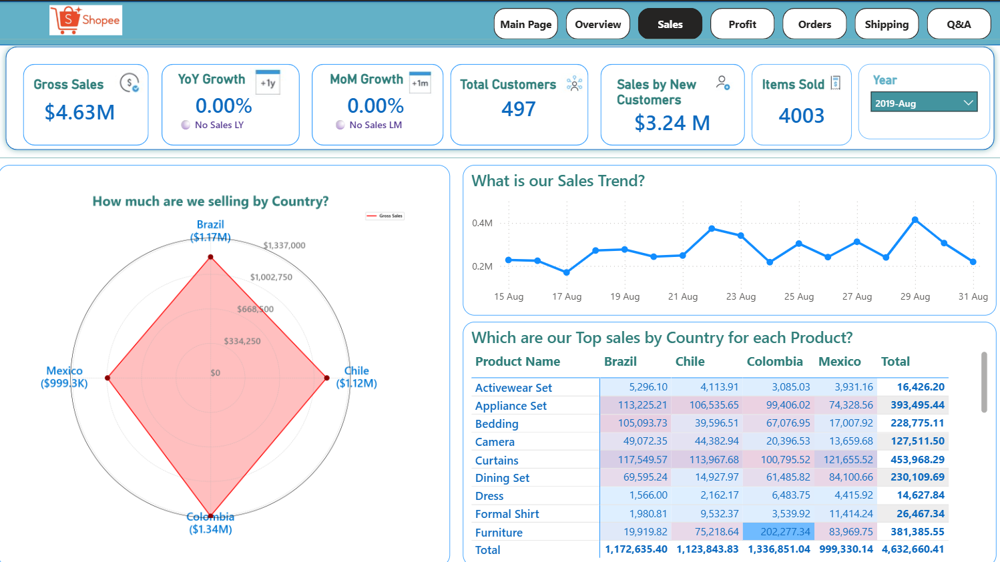 S Shopee
Main Page Overview Sales Profit Orders Shipping Q&A
Gross Sales
$
$4.63M
YoY Growth
+1y
0.00%
No Sales LY
MoM Growth
+1m
0.00%
No Sales LM
Total Customers
497
Sales by New
Customers
$3.24 M
Items Sold
$
4003
Year
2019-Aug
How much are we selling by Country?
Gross Sales
Brazil
($1.17M)
$1,337,000
$1,002,750
$668,500
$334,250
$0
Mexico
($999.3K)
Chile
($1.12M)
Colombia
($1.34M)
What is our Sales Trend?
0.4M
0.2M
15 Aug 17 Aug 19 Aug 21 Aug 23 Aug 25 Aug 27 Aug 29 Aug 31 Aug
Which are our Top sales by Country for each Product?
Product Name Brazil Chile Colombia Mexico Total
Activewear Set 5,296.10 4,113.91 3,085.03 3,931.16 16,426.20
Appliance Set 113,225.21 106,535.65 99,406.02 74,328.56 393,495.44
Bedding 105,093.73 39,596.51 67,076.95 17,007.92 228,775.11
Camera 49,072.35 44,382.94 20,396.53 13,659.68 127,511.50
Curtains 117,549.57 113,967.68 100,795.52 121,655.52 453,968.29
Dining Set 69,595.24 14,927.97 61,485.82 84,100.66 230,109.69
Dress 1,566.00 2,162.17 6,483.75 4,415.92 14,627.84
Formal Shirt 1,980.81 9,532.37 3,539.92 11,414.24 26,467.34
Furniture 19,919.82 75,218.64 202,277.34 83,969.75 381,385.55
Total 1,172,635.40 1,123,843.83 1,336,851.04 999,330.14 4,632,660.41